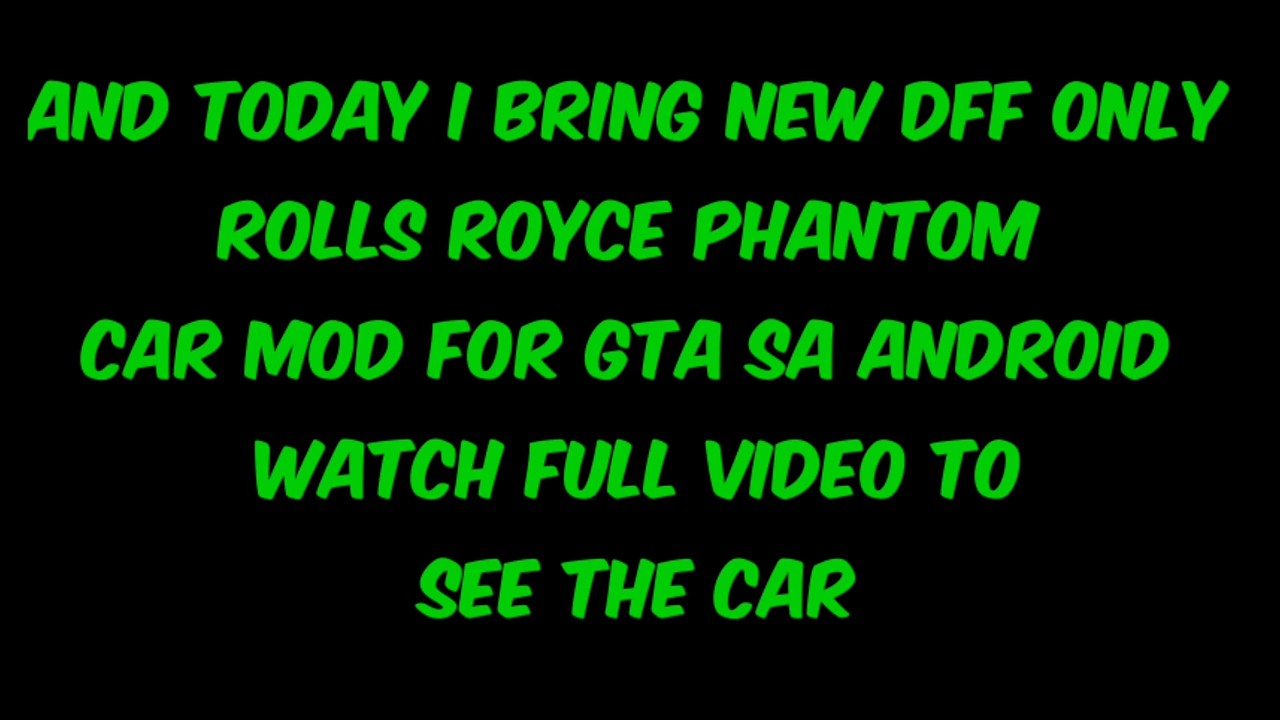 AND TODAY I BRING NEW DFF ONLY
ROLLS ROYCE PHANTOM
CAR MOD FOR GTA SA ANDROID
WATCH FULL VIDEO TO
SEE THE CAR